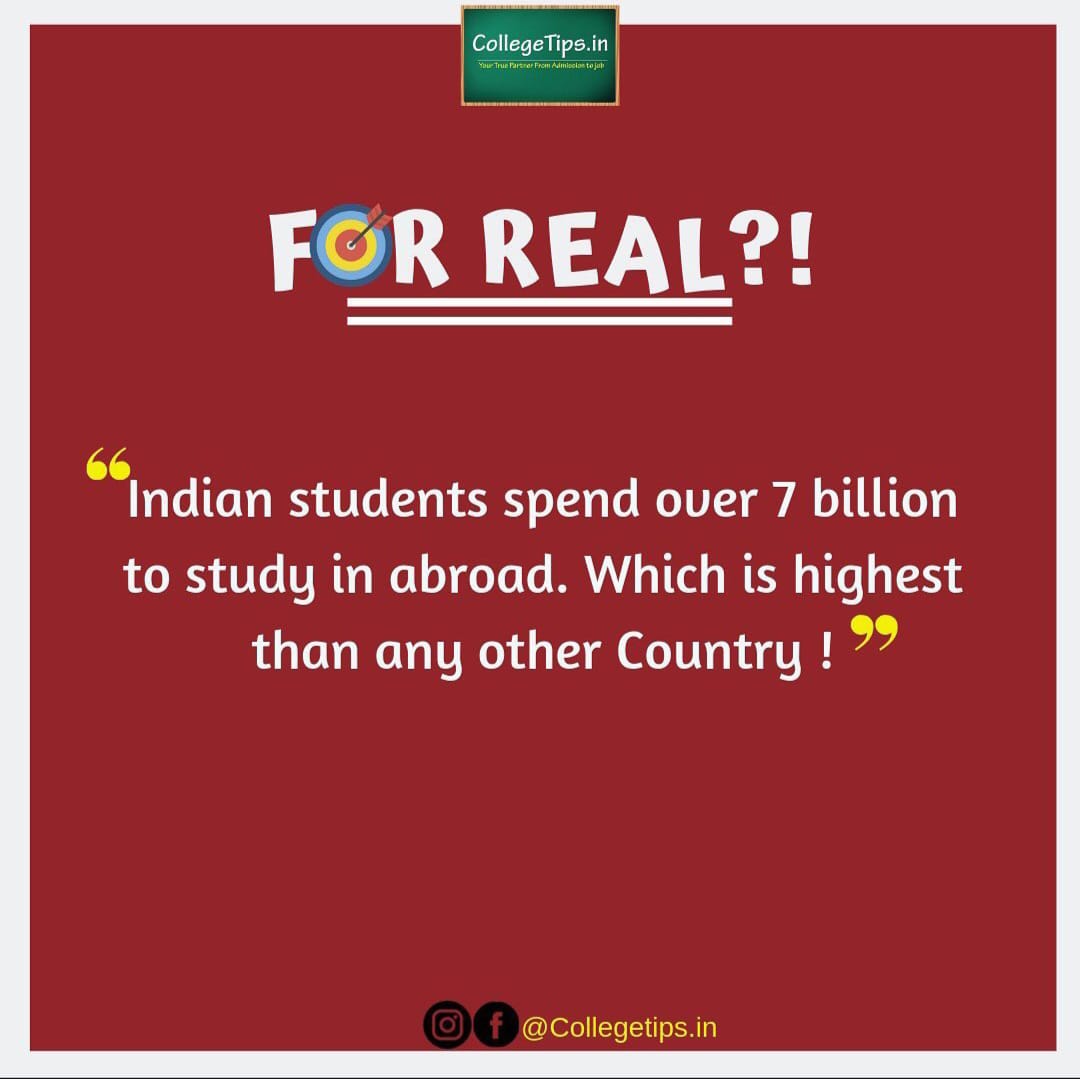 CollegeTips.in
Your True Partner From Admission to job
FOR REAL?!
“Indian students spend over 7 billion
to study in abroad. Which is highest
than any other Country ! ”
@Collegetips.in